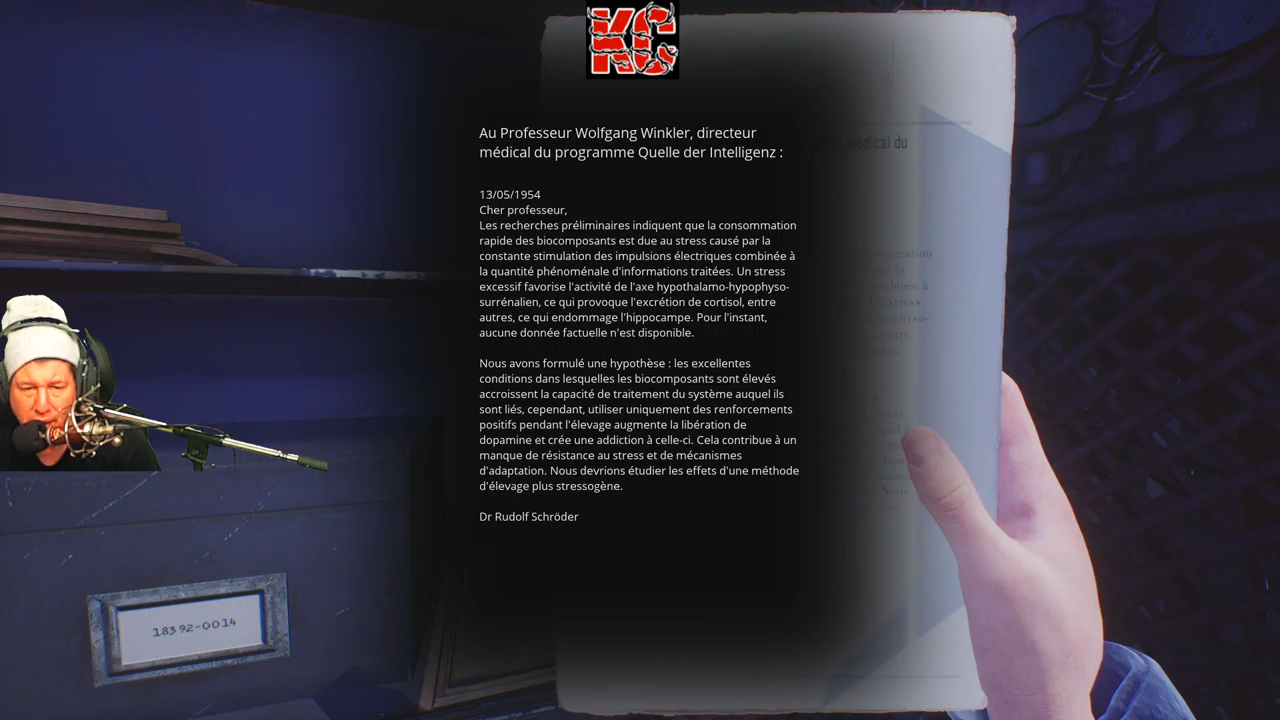 KC
Au Professeur Wolfgang Winkler, directeur
médical du programme Quelle der Intelligenz :
13/05/1954
Cher professeur,
Les recherches préliminaires indiquent que la consommation
rapide des biocomposants est due au stress causé par la
constante stimulation des impulsions électriques combinée à
la quantité phénoménale d'informations traitées. Un stress
excessif favorise l'activité de l'axe hypothalamo-hypophyso-
surrénalien, ce qui provoque l'excrétion de cortisol, entre
autres, ce qui endommage l'hippocampe. Pour l'instant,
aucune donnée factuelle n'est disponible.
Nous avons formulé une hypothèse : les excellentes
conditions dans lesquelles les biocomposants sont élevés
accroissent la capacité de traitement du système auquel ils
sont liés, cependant, utiliser uniquement des renforcements
positifs pendant l'élevage augmente la libération de
dopamine et crée une addiction à celle-ci. Cela contribue à un
manque de résistance au stress et de mécanismes
d'adaptation. Nous devrions étudier les effets d'une méthode
d'élevage plus stressogène.
Dr Rudolf Schröder
médical du
18392-0014